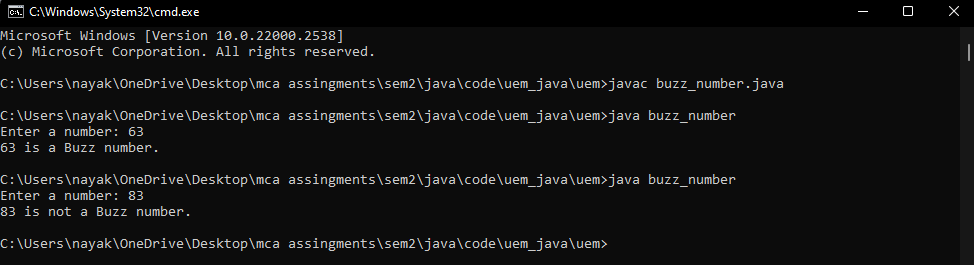 C:\Windows\System32\cmd.exe
Microsoft Windows [Version 10.0.22000.2538]
(c) Microsoft Corporation. All rights reserved.
C:\Users\nayak\OneDrive\Desktop\mca assingments\sem2\java\code\uem_java\uem>javac buzz_number.java
C:\Users\nayak\OneDrive\Desktop\mca assingments\sem2\java\code\uem_java\uem>java buzz_number
Enter a number: 63
63 is a Buzz number.
C:\Users\nayak\OneDrive\Desktop\mca assingments\sem2\java\code\uem_java\uem>java buzz_number
Enter a number: 83
83 is not a Buzz number.
C:\Users\nayak\OneDrive\Desktop\mca assingments\sem2\java\code\uem_java\uem>